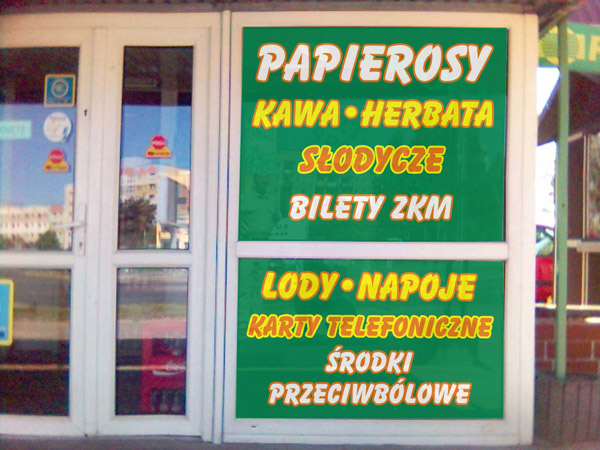 PAPIEROSY
KAWA • HERBATA
SŁODYCZE
BILETY ZKM
LODY • NAPOJE
KARTY TELEFONICZNE
ŚRODKI
PRZECIWBÓLOWE